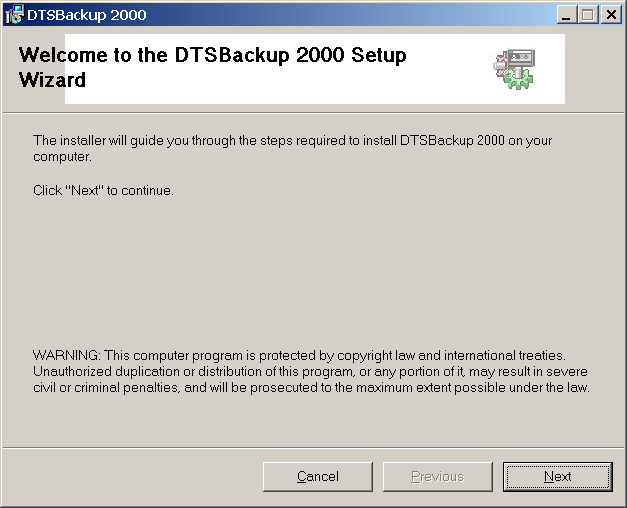 DTSBackup 2000
Welcome to the DTSBackup 2000 Setup
Wizard
The installer will guide you through the steps required to install DTSBackup 2000 on your
computer.
Click "Next" to continue.
WARNING: This computer program is protected by copyright law and international treaties.
Unauthorized duplication or distribution of this program, or any portion of it, may result in severe
civil or criminal penalties, and will be prosecuted to the maximum extent possible under the law.
Cancel
Previous
Next